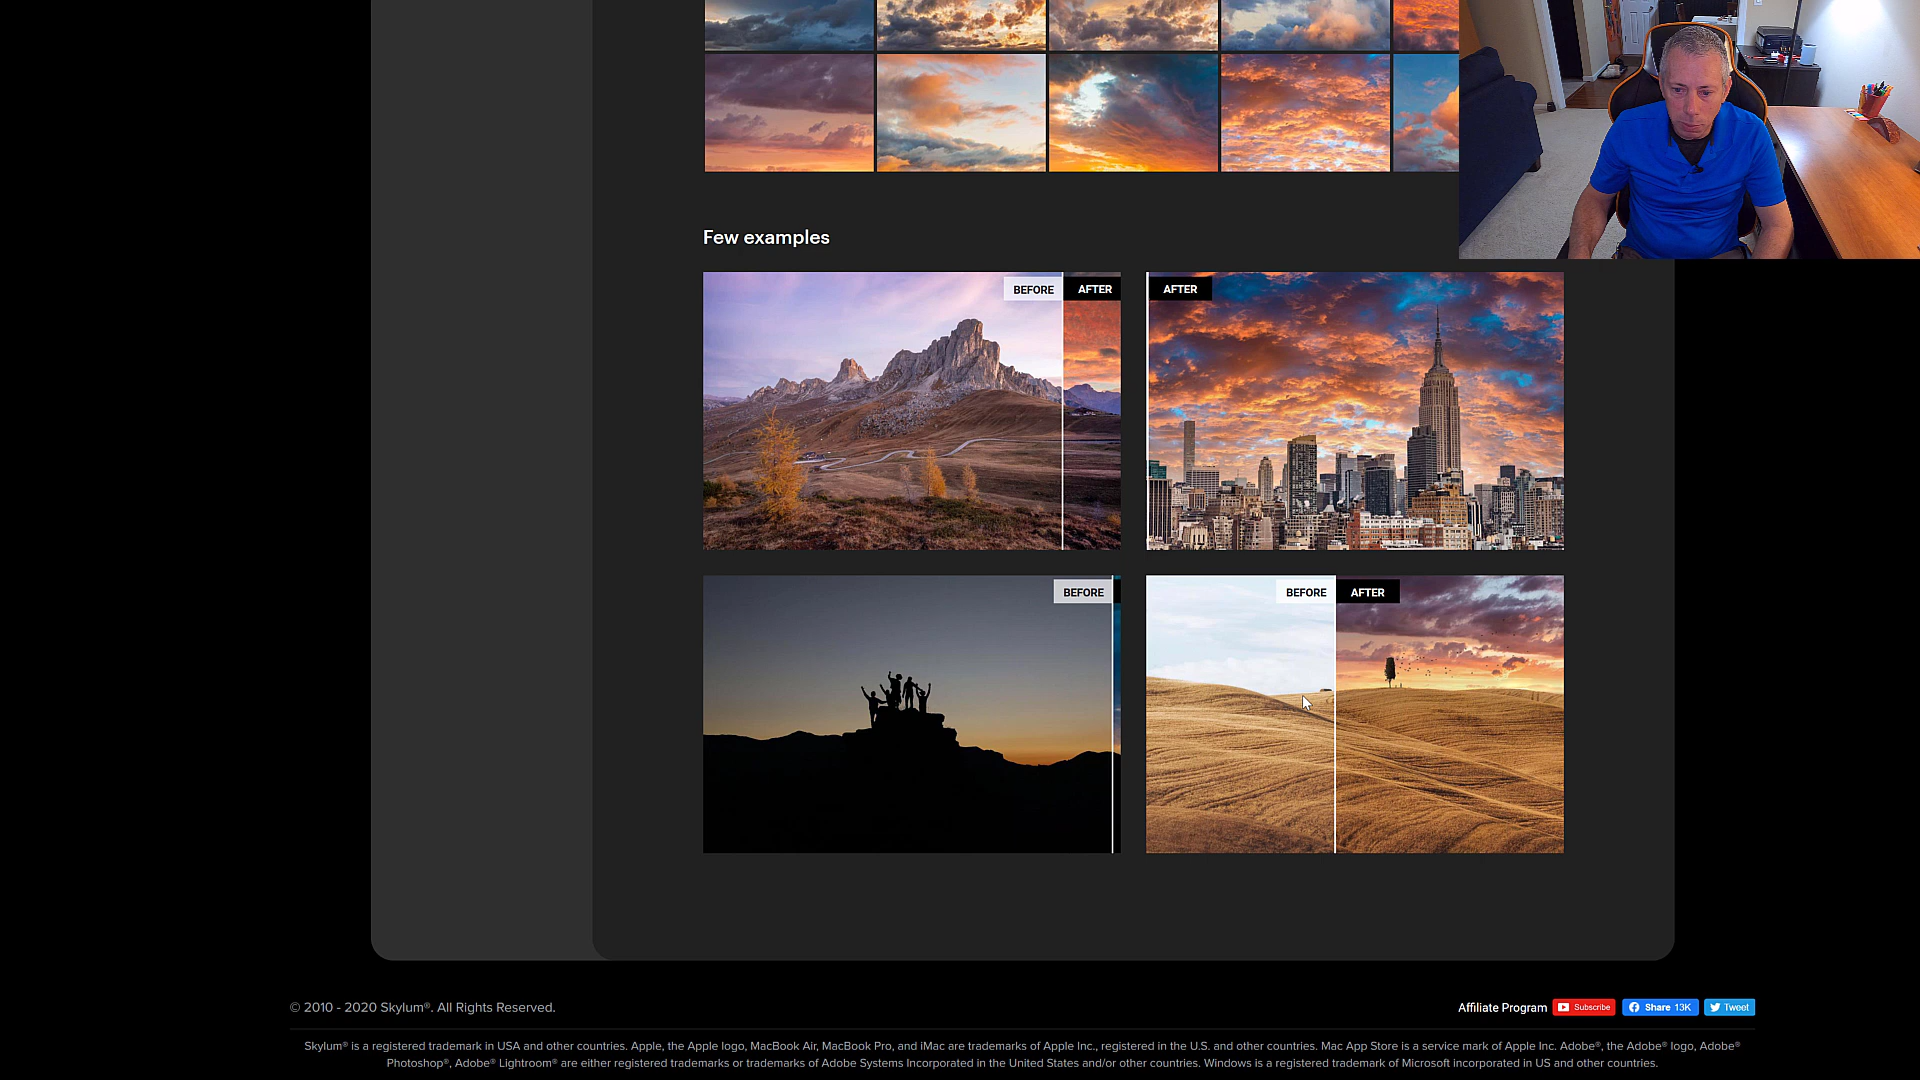 Few examples
BEFORE
AFTER
AFTER
BEFORE
BEFORE
AFTER
© 2010 - 2020 Skylum®. All Rights Reserved.
Affiliate Program
Subscribe
Share 13K
Tweet
Skylum® is a registered trademark in USA and other countries. Apple, the Apple logo, MacBook Air, MacBook Pro, and iMac are trademarks of Apple Inc., registered in the U.S. and other countries. Mac App Store is a service mark of Apple Inc. Adobe®, the Adobe® logo, Adobe®
Photoshop®, Adobe® Lightroom® are either registered trademarks or trademarks of Adobe Systems Incorporated in the United States and/or other countries. Windows is a registered trademark of Microsoft incorporated in US and other countries.